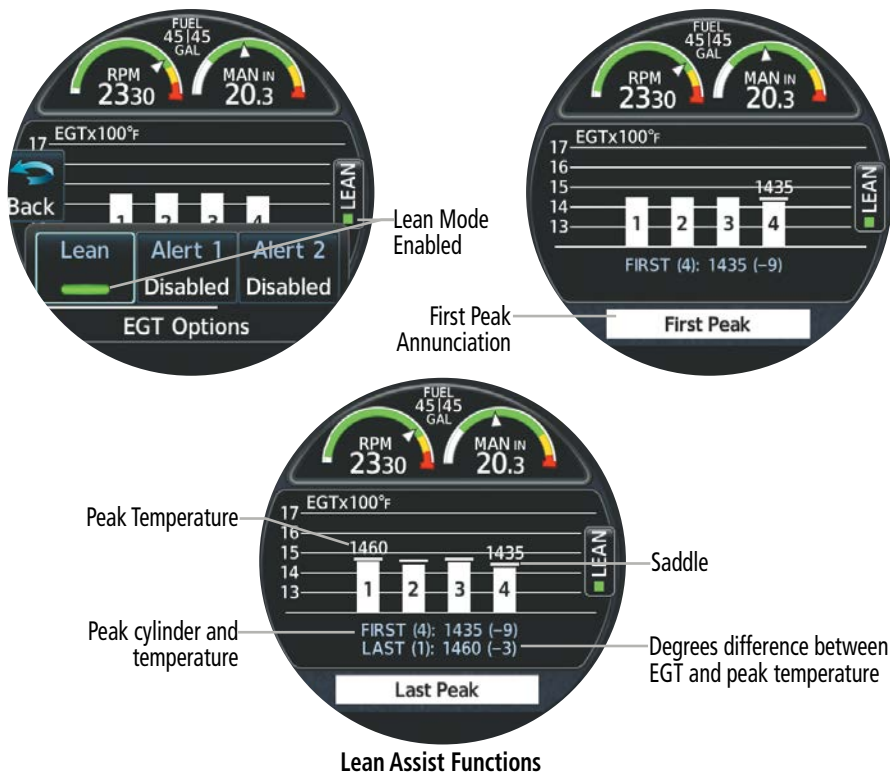 FUEL
45|45
GAL
RPM
2330
MAN IN
20.3
EGTx100°F
17
Back
1 2 3 4
LEAN
Lean Alert 1 Alert 2
Disabled Disabled
EGT Options
Lean Mode
Enabled
FUEL
45|45
GAL
RPM
2330
MAN IN
20.3
EGTx100°F
17
16
15
14
13
1435
1 2 3 4
LEAN
FIRST (4): 1435 (–9)
First Peak
First Peak
Annunciation
FUEL
45|45
GAL
RPM
2330
MAN IN
20.3
EGTx100°F
17
16
15
14
13
1460 1435
1 2 3 4
LEAN
FIRST (4): 1435 (–9)
LAST (1): 1460 (–3)
Last Peak
Peak Temperature
Saddle
Peak cylinder and
temperature
Degrees difference between
EGT and peak temperature
Lean Assist Functions